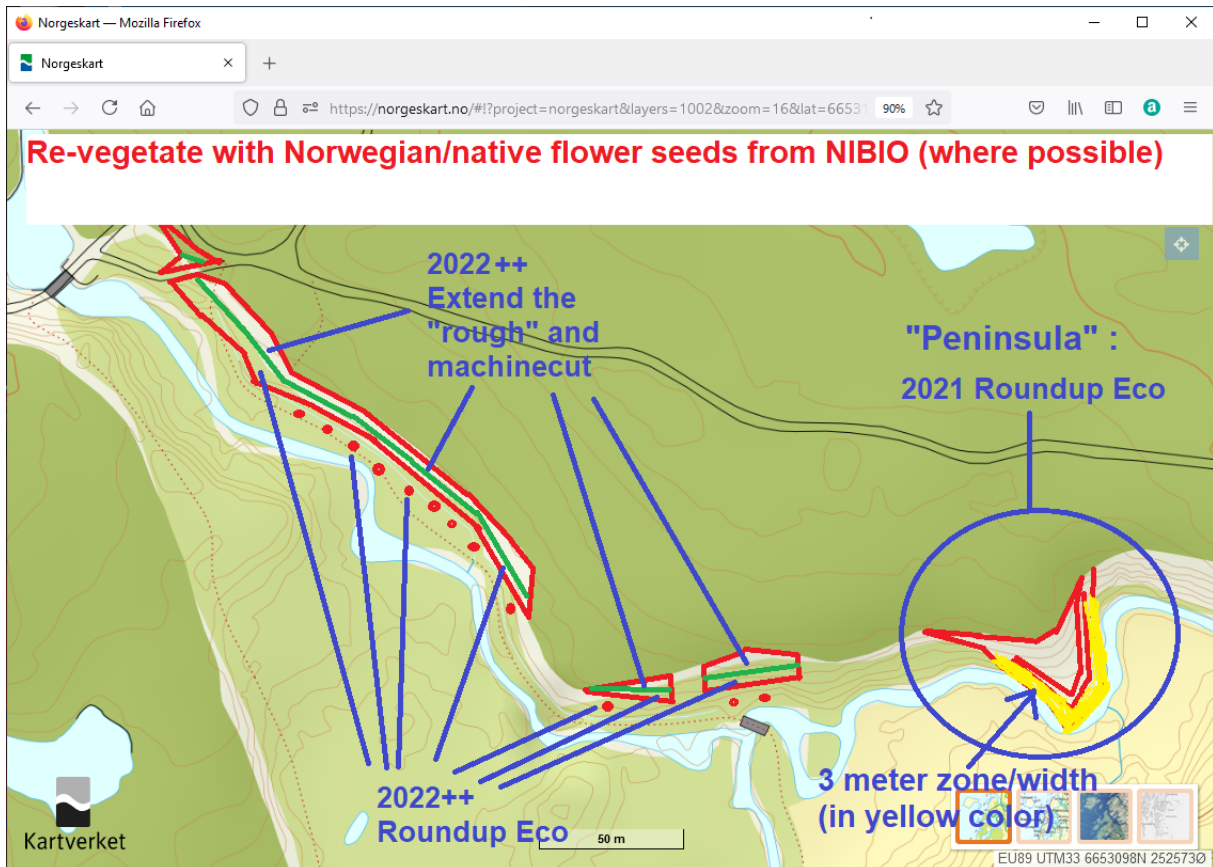 Norgeskart — Mozilla Firefox
Norgeskart
https://norgeskart.no/#!?project=norgeskart&layers=1002&zoom=16&lat=66531
90%
a
Re-vegetate with Norwegian/native flower seeds from NIBIO (where possible)
2022++
Extend the
"rough" and
machinecut
"Peninsula" :
2021 Roundup Eco
3 meter zone/width
(in yellow color)
2022++
Roundup Eco
50 m
Kartverket
EU89 UTM33 6653098N 252573Ø